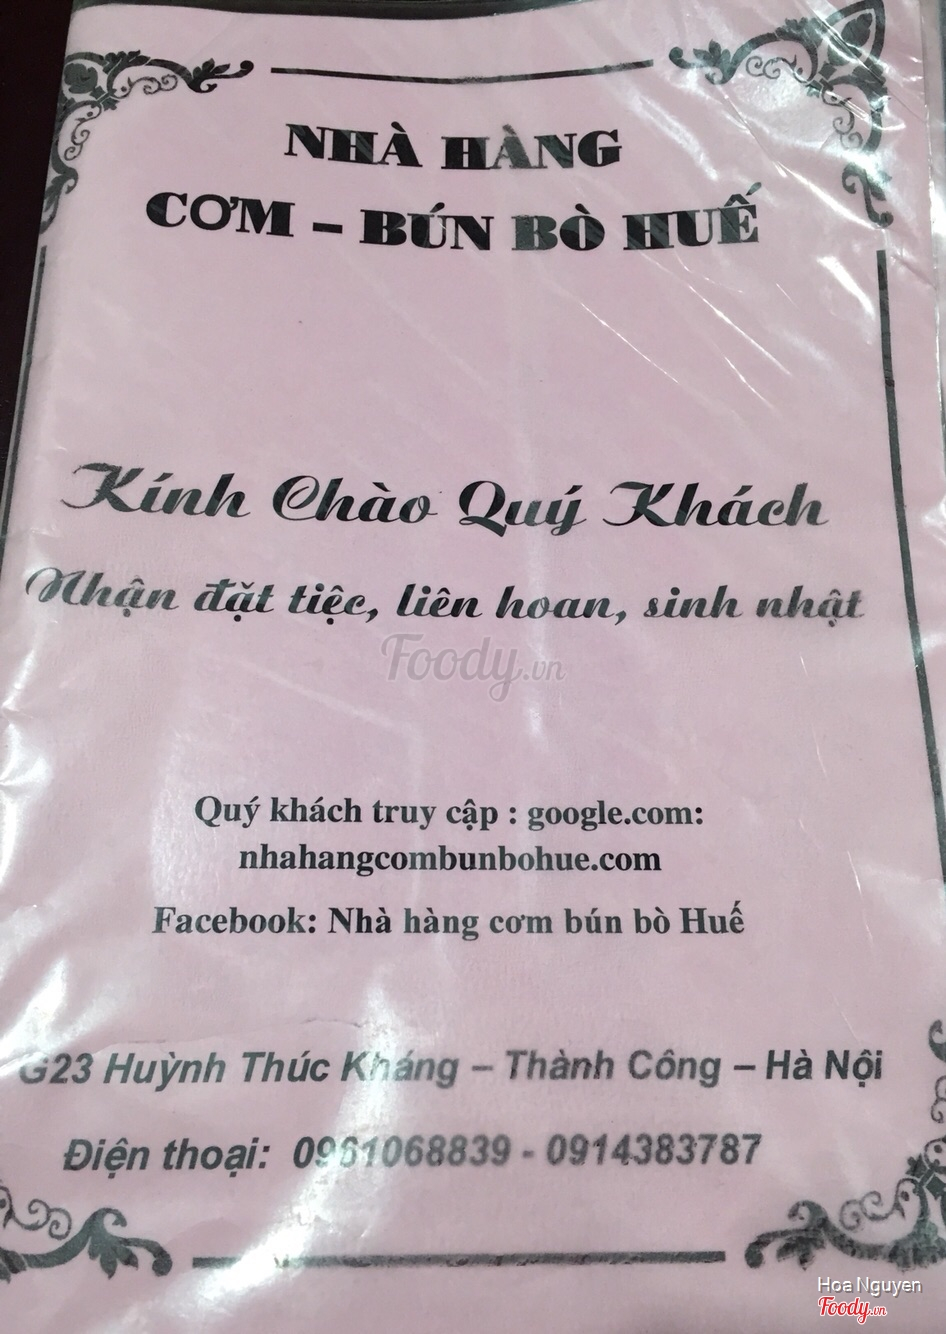 NHÀ HÀNG
CƠM – BÚN BÒ HUẾ
Kính Chào Quý Khách
Nhận đặt tiệc, liên hoan, sinh nhật
Foody.vn
Quý khách truy cập : google.com:
nhahangcombunbohue.com
Facebook: Nhà hàng cơm bún bò Huế
G23 Huỳnh Thúc Kháng – Thành Công – Hà Nội
Điện thoại: 0961068839 - 0914383787
Hoa Nguyen
Foody.vn